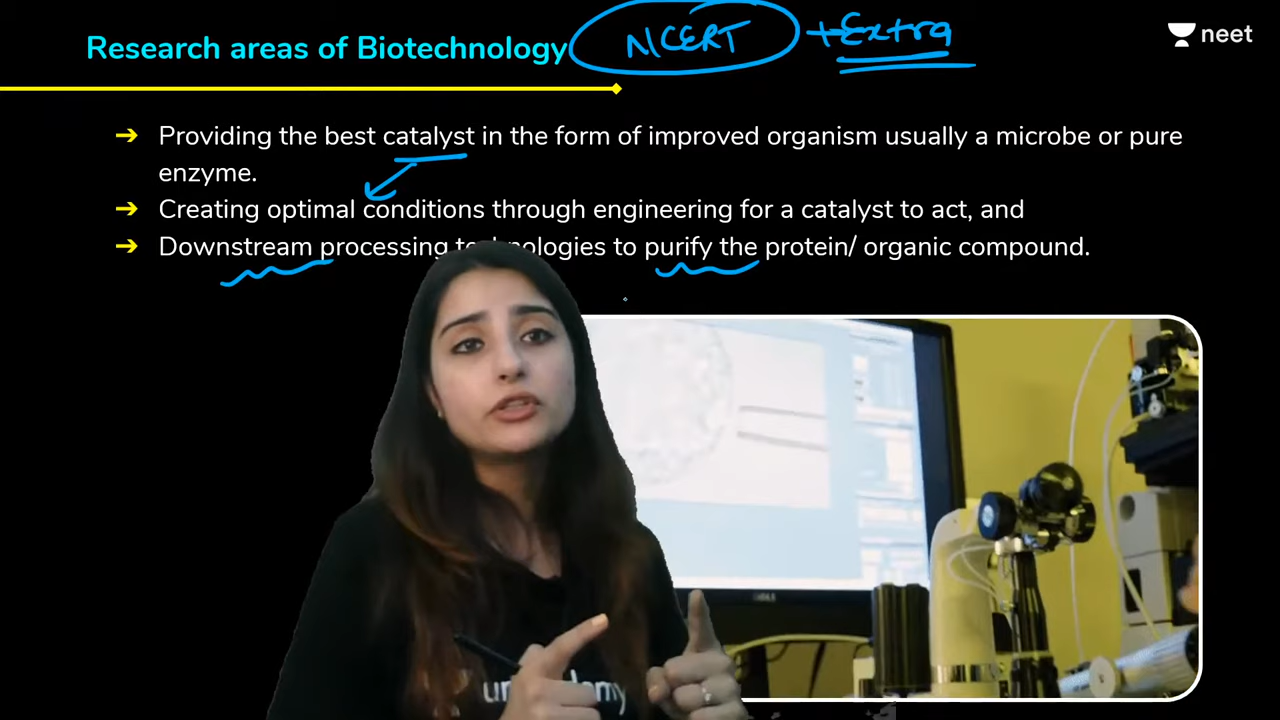 Research areas of Biotechnology NCERT + Extra
neet
➔ Providing the best catalyst in the form of improved organism usually a microbe or pure
enzyme.
➔ Creating optimal conditions through engineering for a catalyst to act, and
➔ Downstream processing technologies to purify the protein/ organic compound.